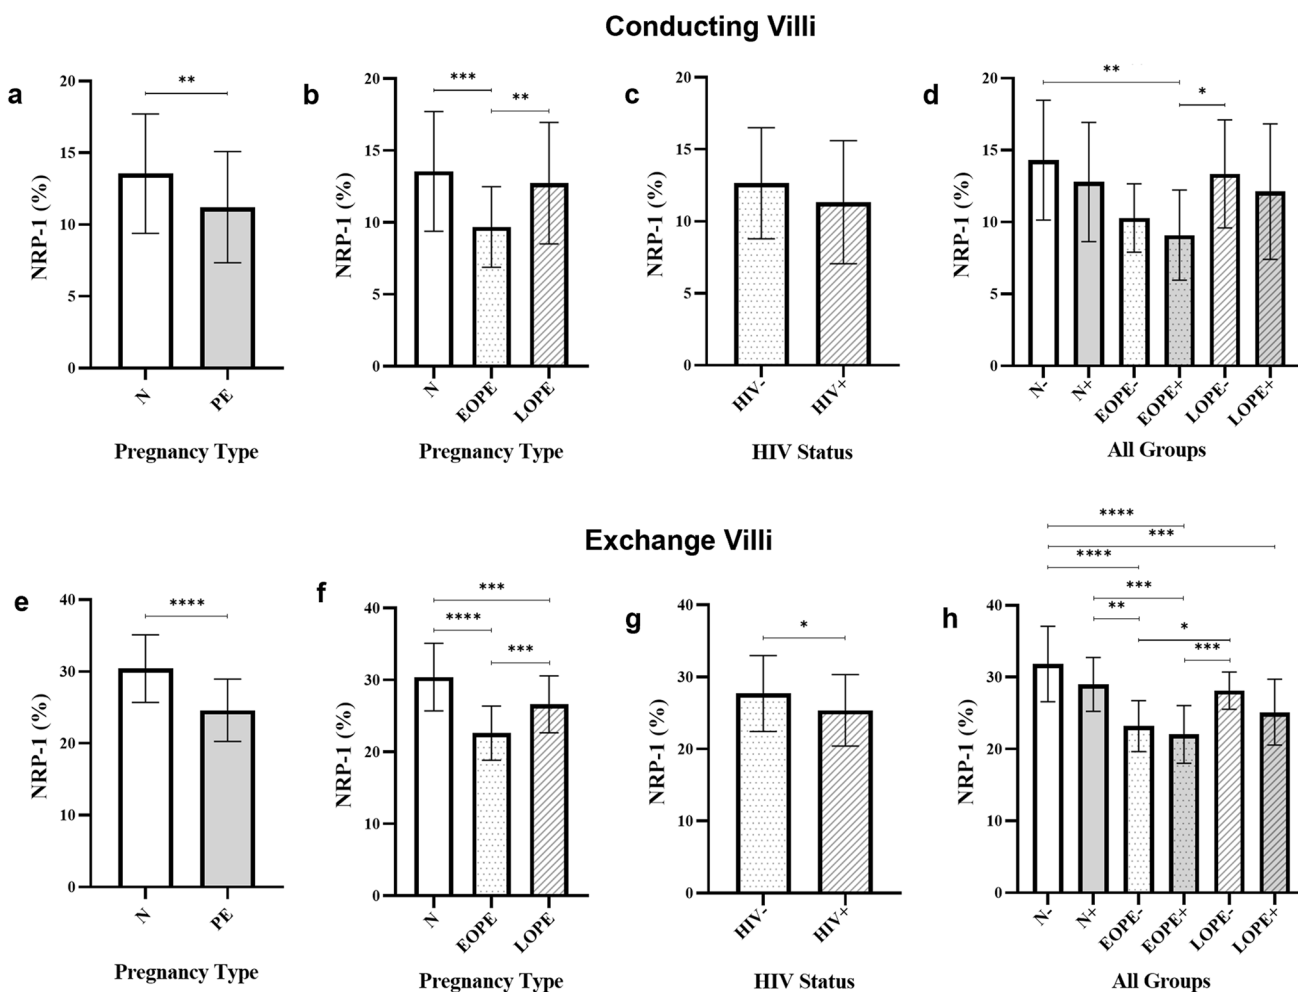 Conducting Villi
a
NRP-1 (%)
20
15
10
5
0
**
N
PE
Pregnancy Type
b
NRP-1 (%)
20
15
10
5
0
***
**
N
EOPE
LOPE
Pregnancy Type
c
NRP-1 (%)
20
15
10
5
0
HIV-
HIV+
HIV Status
d
NRP-1 (%)
20
15
10
5
0
**
*
N-
N+
EOPE-
EOPE+
LOPE-
LOPE+
All Groups
Exchange Villi
e
NRP-1 (%)
40
30
20
10
0
****
N
PE
Pregnancy Type
f
NRP-1 (%)
40
30
20
10
0
***
****
***
N
EOPE
LOPE
Pregnancy Type
g
NRP-1 (%)
40
30
20
10
0
*
HIV-
HIV+
HIV Status
h
NRP-1 (%)
40
30
20
10
0
****
***
****
***
**
*
***
N-
N+
EOPE-
EOPE+
LOPE-
LOPE+
All Groups